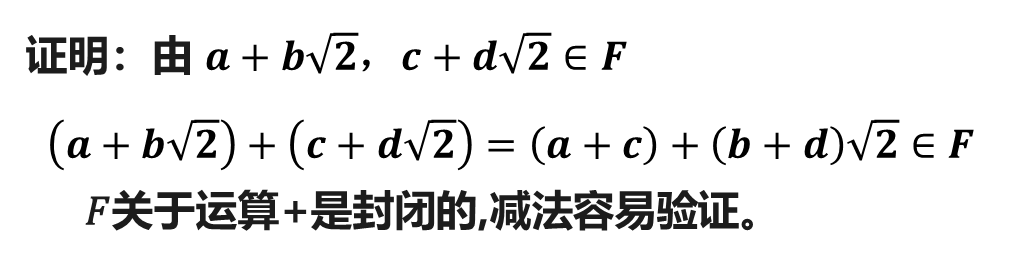 证明：由 a + b√2，c + d√2 ∈ F
(a + b√2) + (c + d√2) = (a + c) + (b + d)√2 ∈ F
F关于运算+是封闭的,减法容易验证。